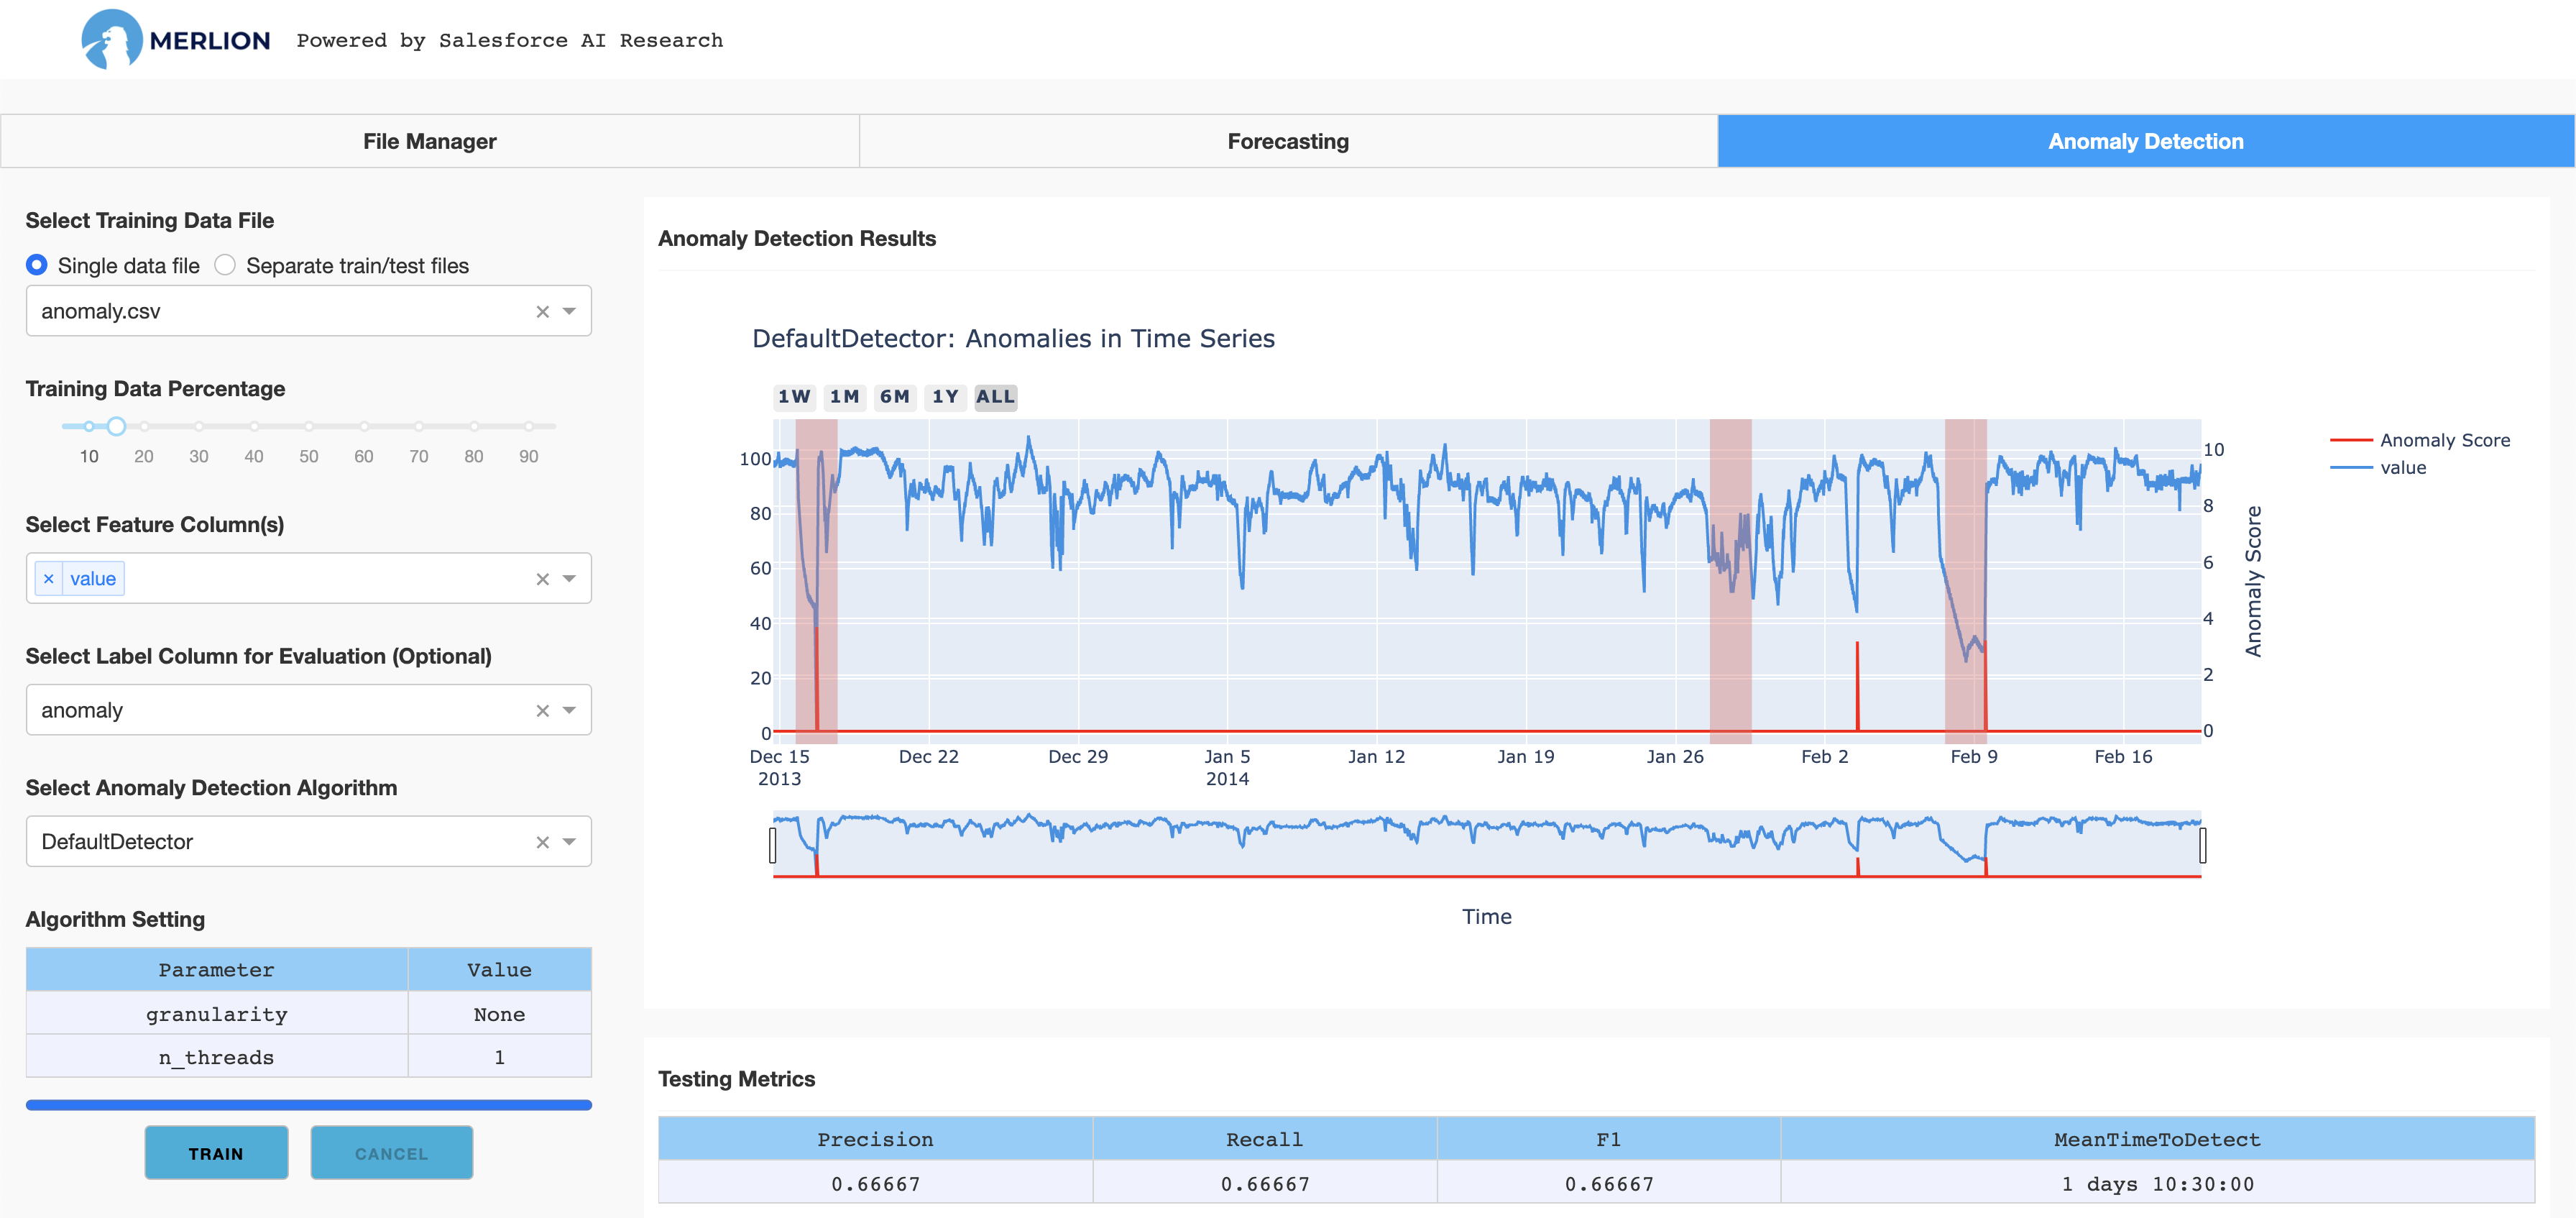 MERLION Powered by Salesforce AI Research
File Manager Forecasting Anomaly Detection
Select Training Data File
Single data file Separate train/test files
anomaly.csv × 
Training Data Percentage
10 20 30 40 50 60 70 80 90
Select Feature Column(s)
× value ×
Select Label Column for Evaluation (Optional)
anomaly ×
Select Anomaly Detection Algorithm
DefaultDetector ×
Algorithm Setting
Parameter Value
granularity None
n_threads 1
TRAIN CANCEL
Anomaly Detection Results
DefaultDetector: Anomalies in Time Series
1W 1M 6M 1Y ALL
100
80
60
40
20
0
10
8
6
4
2
0
Anomaly Score
Anomaly Score
value
Dec 15 Dec 22 Dec 29 Jan 5 Jan 12 Jan 19 Jan 26 Feb 2 Feb 9 Feb 16
2013 2014
Time
Testing Metrics
Precision Recall F1 MeanTimeToDetect
0.66667 0.66667 0.66667 1 days 10:30:00